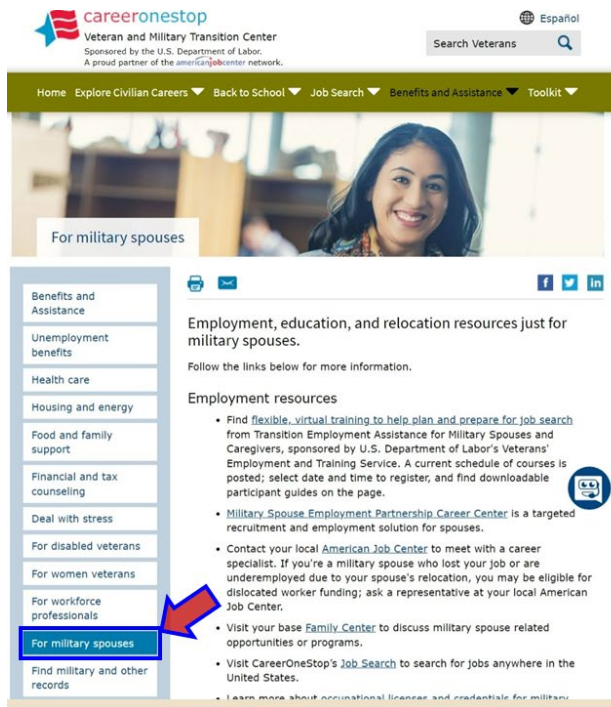 careeronestop
Español
Veteran and Military Transition Center
Sponsored by the U.S. Department of Labor.
A proud partner of the americanjobcenter network.
Search Veterans
Home Explore Civilian Careers Back to School Job Search Benefits and Assistance Toolkit
For military spouses
Benefits and
Assistance
Unemployment
benefits
Health care
Housing and energy
Food and family
support
Financial and tax
counseling
Deal with stress
For disabled veterans
For women veterans
For workforce
professionals
For military spouses
Find military and other
records
Employment, education, and relocation resources just for
military spouses.
Follow the links below for more information.
Employment resources
• Find flexible, virtual training to help plan and prepare for job search
from Transition Employment Assistance for Military Spouses and
Caregivers, sponsored by U.S. Department of Labor's Veterans'
Employment and Training Service. A current schedule of courses is
posted; select date and time to register, and find downloadable
participant guides on the page.
• Military Spouse Employment Partnership Career Center is a targeted
recruitment and employment solution for spouses.
• Contact your local American Job Center to meet with a career
specialist. If you're a military spouse who lost your job or are
underemployed due to your spouse's relocation, you may be eligible for
dislocated worker funding; ask a representative at your local American
Job Center.
• Visit your base Family Center to discuss military spouse related
opportunities or programs.
• Visit CareerOneStop's Job Search to search for jobs anywhere in the
United States.
• Learn more about occupational licenses and credentials for military